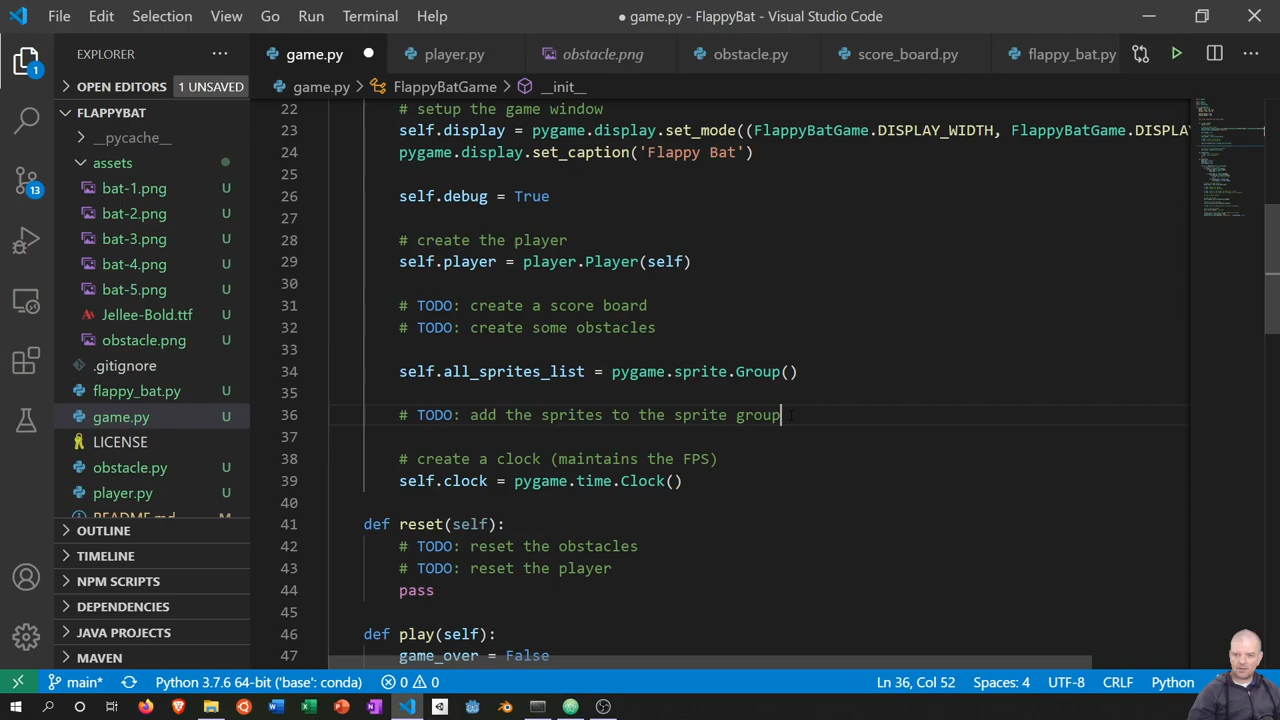 File Edit Selection View Go Run Terminal Help ● game.py - FlappyBat - Visual Studio Code
EXPLORER ··· game.py ● player.py obstacle.png obstacle.py score_board.py flappy_bat.py
1
OPEN EDITORS 1 UNSAVED
game.py > FlappyBatGame > __init__
FLAPPYBAT
__pycache__
assets
bat-1.png U
bat-2.png U
bat-3.png U
bat-4.png U
bat-5.png U
Jellee-Bold.ttf U
obstacle.png U
.gitignore
flappy_bat.py U
game.py U
LICENSE
obstacle.py U
player.py U
README.md U
OUTLINE
TIMELINE
NPM SCRIPTS
DEPENDENCIES
JAVA PROJECTS
MAVEN
13
22 # setup the game window
23 self.display = pygame.display.set_mode((FlappyBatGame.DISPLAY_WIDTH, FlappyBatGame.DISPLAY
24 pygame.display.set_caption('Flappy Bat')
25
26 self.debug = True
27
28 # create the player
29 self.player = player.Player(self)
30
31 # TODO: create a score board
32 # TODO: create some obstacles
33
34 self.all_sprites_list = pygame.sprite.Group()
35
36 # TODO: add the sprites to the sprite group
37
38 # create a clock (maintains the FPS)
39 self.clock = pygame.time.Clock()
40
41 def reset(self):
42 # TODO: reset the obstacles
43 # TODO: reset the player
44 pass
45
46 def play(self):
47 game_over = False
main* Python 3.7.6 64-bit ('base': conda) 0 0 Ln 36, Col 52 Spaces: 4 UTF-8 CRLF Python